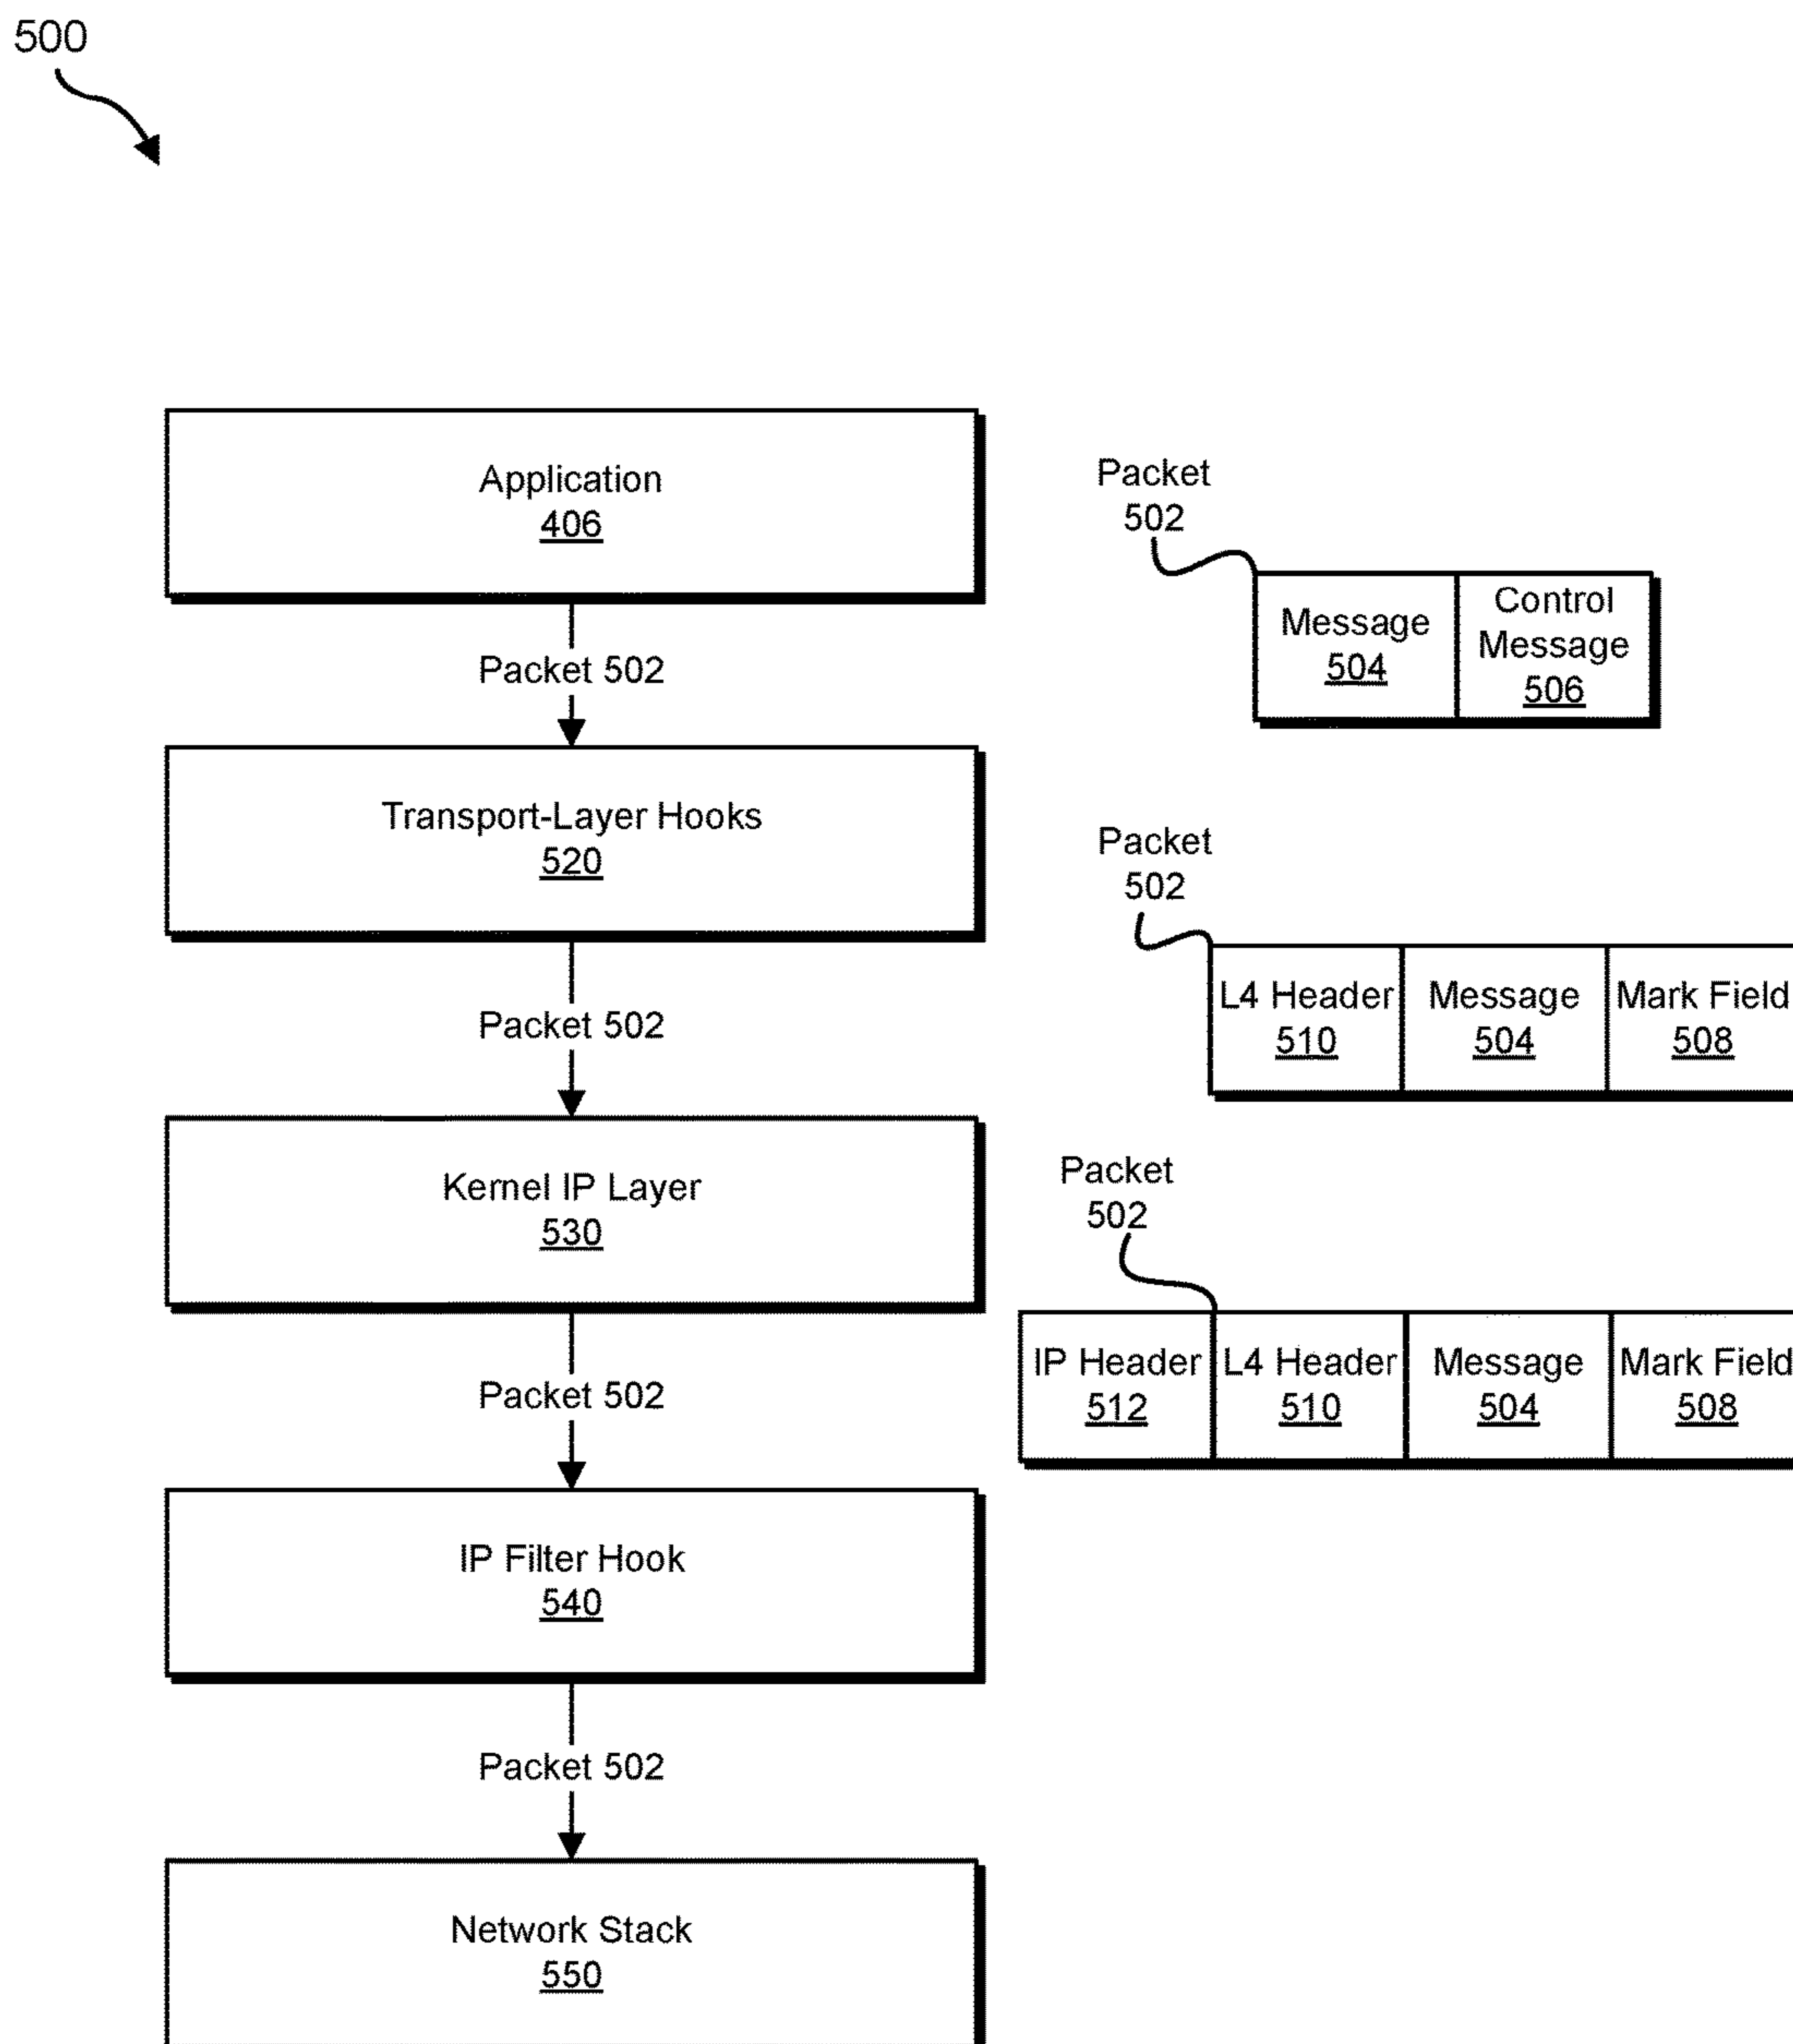 500
Application
406
Packet 502
Transport-Layer Hooks
520
Packet 502
Kernel IP Layer
530
Packet 502
IP Filter Hook
540
Packet 502
Network Stack
550
Packet
502
Message
504
Control
Message
506
Packet
502
L4 Header
510
Message
504
Mark Field
508
Packet
502
IP Header
512
L4 Header
510
Message
504
Mark Field
508